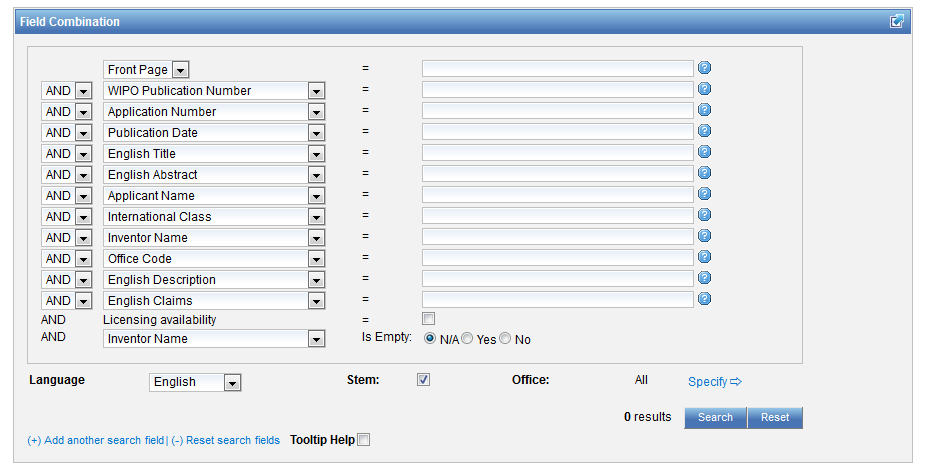 Field Combination
Front Page = ?
AND WIPO Publication Number = ?
AND Application Number = ?
AND Publication Date = ?
AND English Title = ?
AND English Abstract = ?
AND Applicant Name = ?
AND International Class = ?
AND Inventor Name = ?
AND Office Code = ?
AND English Description = ?
AND English Claims = ?
AND Licensing availability =
AND Inventor Name Is Empty: N/A Yes No
Language English Stem: Office: All Specify ⇨
0 results Search Reset
(+) Add another search field | (-) Reset search fields Tooltip Help